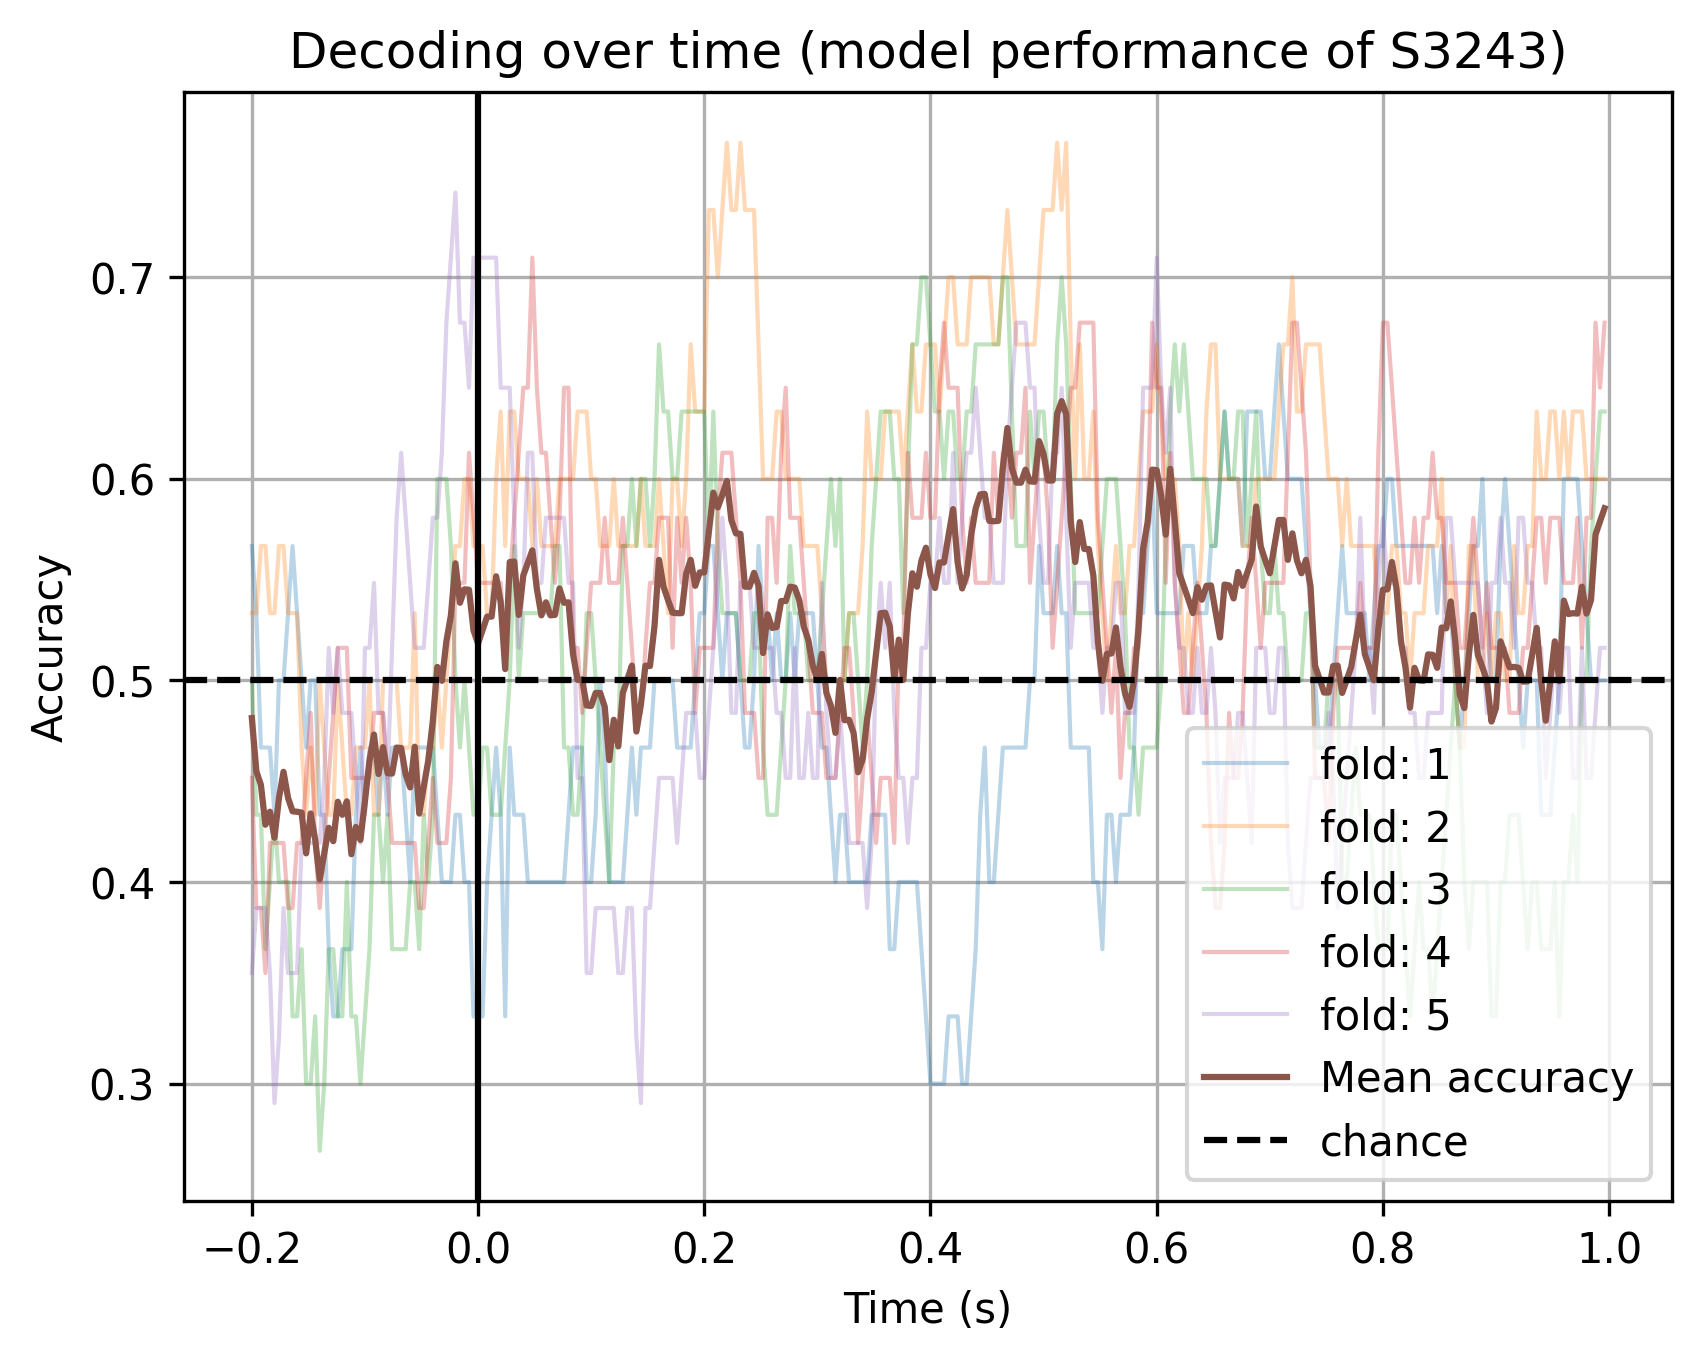 Decoding over time (model performance of S3243)
Accuracy
0.7
0.6
0.5
0.4
0.3
fold: 1
fold: 2
fold: 3
fold: 4
fold: 5
Mean accuracy
chance
−0.2 0.0 0.2 0.4 0.6 0.8 1.0
Time (s)